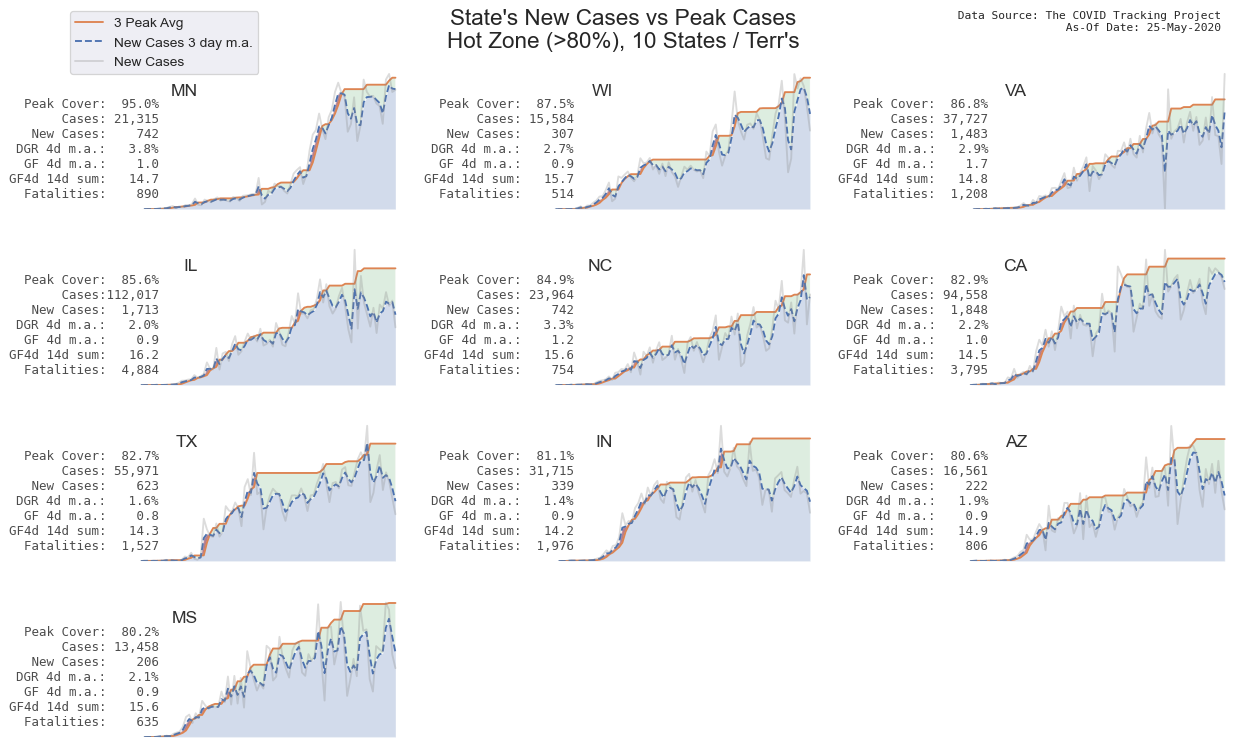 3 Peak Avg
New Cases 3 day m.a.
New Cases
State's New Cases vs Peak Cases
Hot Zone (>80%), 10 States / Terr's
Data Source: The COVID Tracking Project
As-Of Date: 25-May-2020
MN
Peak Cover: 95.0%
Cases: 21,315
New Cases: 742
DGR 4d m.a.: 3.8%
GF 4d m.a.: 1.0
GF4d 14d sum: 14.7
Fatalities: 890
WI
Peak Cover: 87.5%
Cases: 15,584
New Cases: 307
DGR 4d m.a.: 2.7%
GF 4d m.a.: 0.9
GF4d 14d sum: 15.7
Fatalities: 514
VA
Peak Cover: 86.8%
Cases: 37,727
New Cases: 1,483
DGR 4d m.a.: 2.9%
GF 4d m.a.: 1.7
GF4d 14d sum: 14.8
Fatalities: 1,208
IL
Peak Cover: 85.6%
Cases:112,017
New Cases: 1,713
DGR 4d m.a.: 2.0%
GF 4d m.a.: 0.9
GF4d 14d sum: 16.2
Fatalities: 4,884
NC
Peak Cover: 84.9%
Cases: 23,964
New Cases: 742
DGR 4d m.a.: 3.3%
GF 4d m.a.: 1.2
GF4d 14d sum: 15.6
Fatalities: 754
CA
Peak Cover: 82.9%
Cases: 94,558
New Cases: 1,848
DGR 4d m.a.: 2.2%
GF 4d m.a.: 1.0
GF4d 14d sum: 14.5
Fatalities: 3,795
TX
Peak Cover: 82.7%
Cases: 55,971
New Cases: 623
DGR 4d m.a.: 1.6%
GF 4d m.a.: 0.8
GF4d 14d sum: 14.3
Fatalities: 1,527
IN
Peak Cover: 81.1%
Cases: 31,715
New Cases: 339
DGR 4d m.a.: 1.4%
GF 4d m.a.: 0.9
GF4d 14d sum: 14.2
Fatalities: 1,976
AZ
Peak Cover: 80.6%
Cases: 16,561
New Cases: 222
DGR 4d m.a.: 1.9%
GF 4d m.a.: 0.9
GF4d 14d sum: 14.9
Fatalities: 806
MS
Peak Cover: 80.2%
Cases: 13,458
New Cases: 206
DGR 4d m.a.: 2.1%
GF 4d m.a.: 0.9
GF4d 14d sum: 15.6
Fatalities: 635